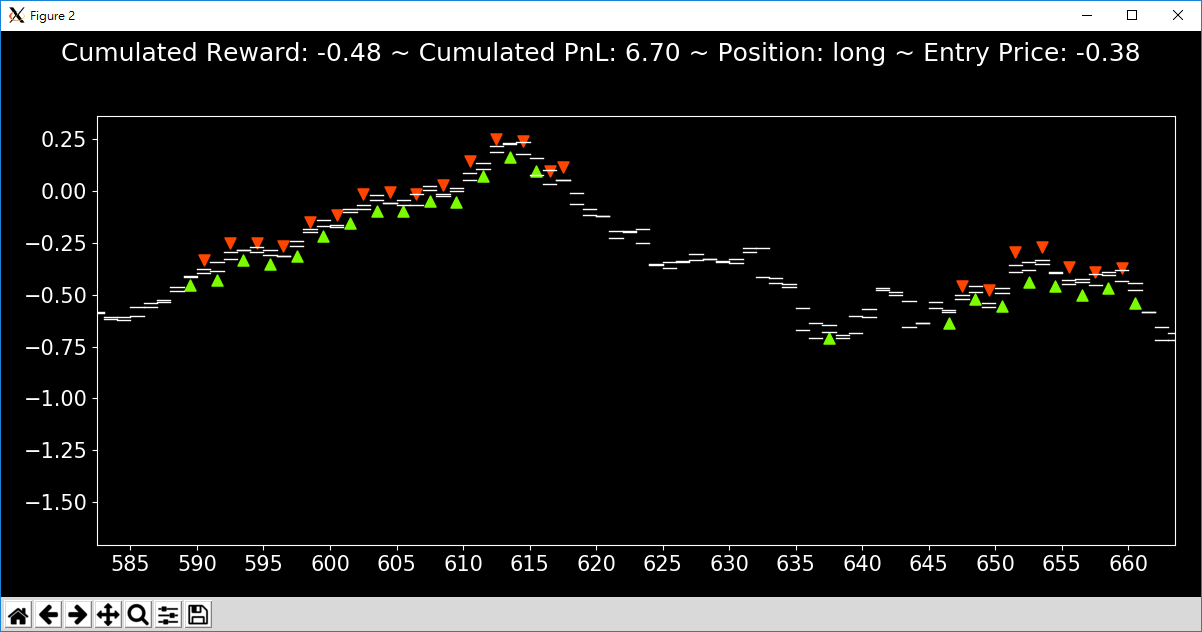 Figure 2
Cumulated Reward: -0.48 ~ Cumulated PnL: 6.70 ~ Position: long ~ Entry Price: -0.38
0.25
0.00
−0.25
−0.50
−0.75
−1.00
−1.25
−1.50
585 590 595 600 605 610 615 620 625 630 635 640 645 650 655 660